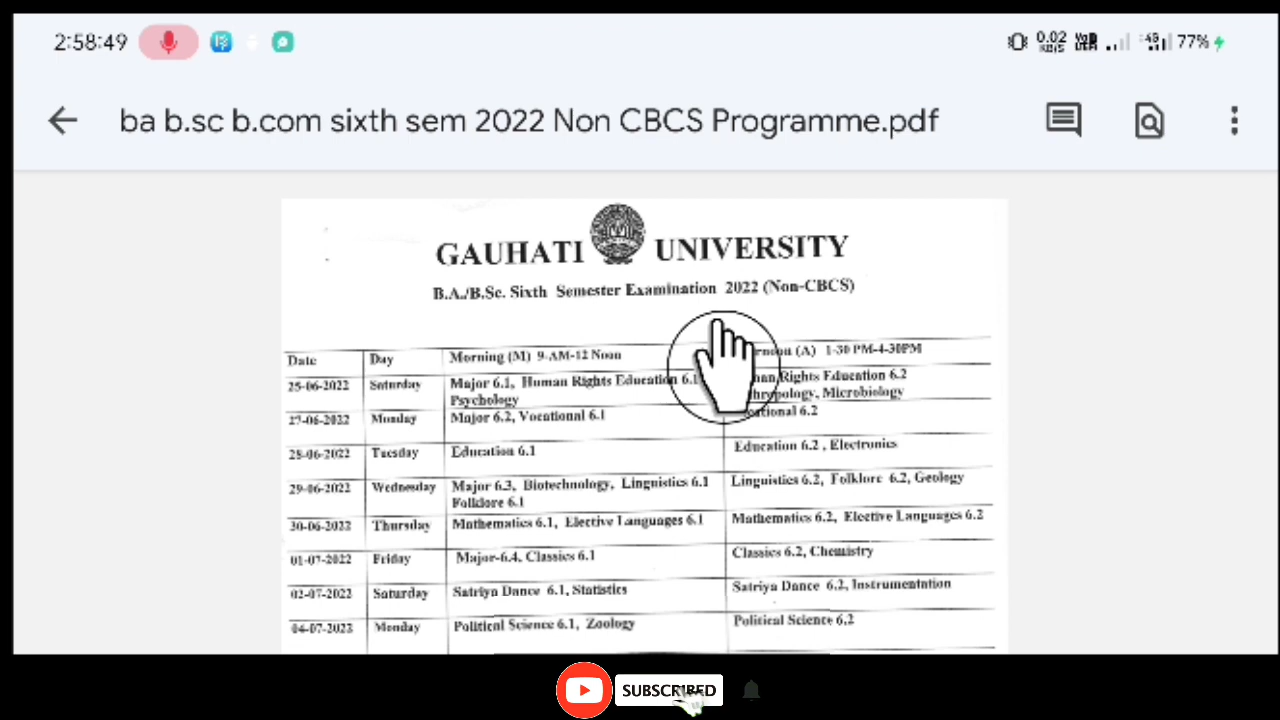 2:58:49
0.02 KB/S
4G
77%
ba b.sc b.com sixth sem 2022 Non CBCS Programme.pdf
GAUHATI UNIVERSITY
B.A./B.Sc. Sixth Semester Examination 2022 (Non-CBCS)
Date Day Morning (M) 9-AM-12 Noon (A) 1-30 PM-4-30PM
25-06-2022 Saturday Major 6.1, Human Rights Education 6.1 Rights Education 6.2
Psychology Microbiology
27-06-2022 Monday Major 6.2, Vocational 6.1 6.2
28-06-2022 Tuesday Education 6.1 Education 6.2 , Electronics
29-06-2022 Wednesday Major 6.3, Biotechnology, Linguistics 6.1 Linguistics 6.2, Folklore 6.2, Geology
Folklore 6.1
30-06-2022 Thursday Mathematics 6.1, Elective Languages 6.1 Mathematics 6.2, Elective Languages 6.2
01-07-2022 Friday Major-6.4, Classics 6.1 Classics 6.2, Chemistry
02-07-2022 Saturday Satriya Dance 6.1, Statistics Satriya Dance 6.2, Instrumentation
04-07-2022 Monday Political Science 6.1, Zoology Political Science 6.2
SUBSCRIBED